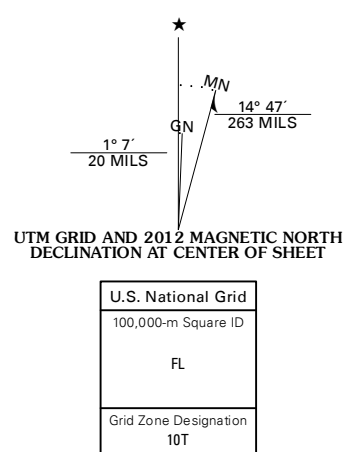 ★
MN
14° 47´
263 MILS
GN
1° 7´
20 MILS
UTM GRID AND 2012 MAGNETIC NORTH
DECLINATION AT CENTER OF SHEET
U.S. National Grid
100,000-m Square ID
FL
Grid Zone Designation
10T